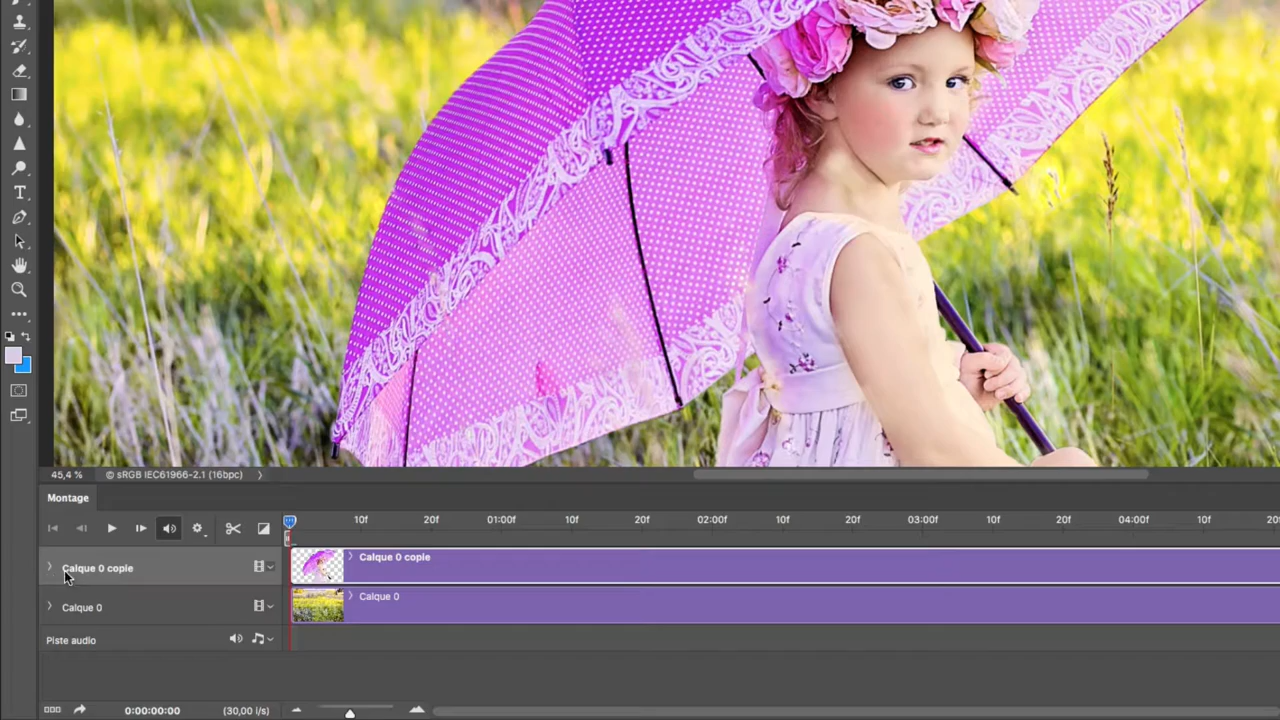 45,4 %
© sRGB IEC61966-2.1 (16bpc)
Montage
10f 20f 01:00f 10f 20f 02:00f 10f 20f 03:00f 10f 20f 04:00f 10f 20
Calque 0 copie
Calque 0 copie
Calque 0
Calque 0
Piste audio
0:00:00:00
(30,00 i/s)